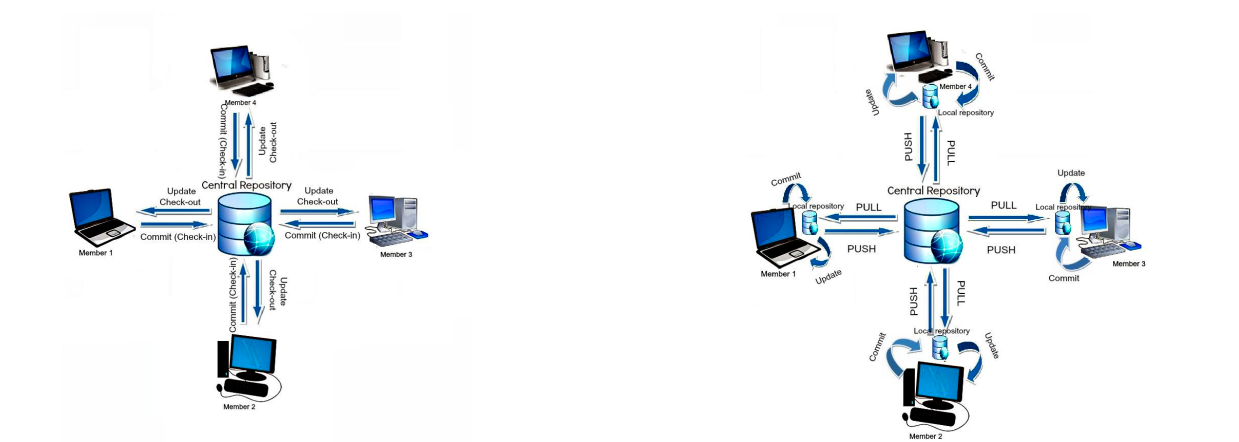 Member 4
Commit (Check-in)
Update
Check-out
Central Repository
Update
Check-out
Commit (Check-in)
Member 1
Update
Check-out
Commit (Check-in)
Member 3
Commit (Check-in)
Update
Check-out
Member 2
Commit
Member 4
Update
Local repository
PUSH
PULL
Central Repository
Commit
Local repository
PULL
PUSH
Member 1
Update
Update
Local repository
PULL
PUSH
Member 3
Commit
PUSH
PULL
Local repository
Commit
Update
Member 2